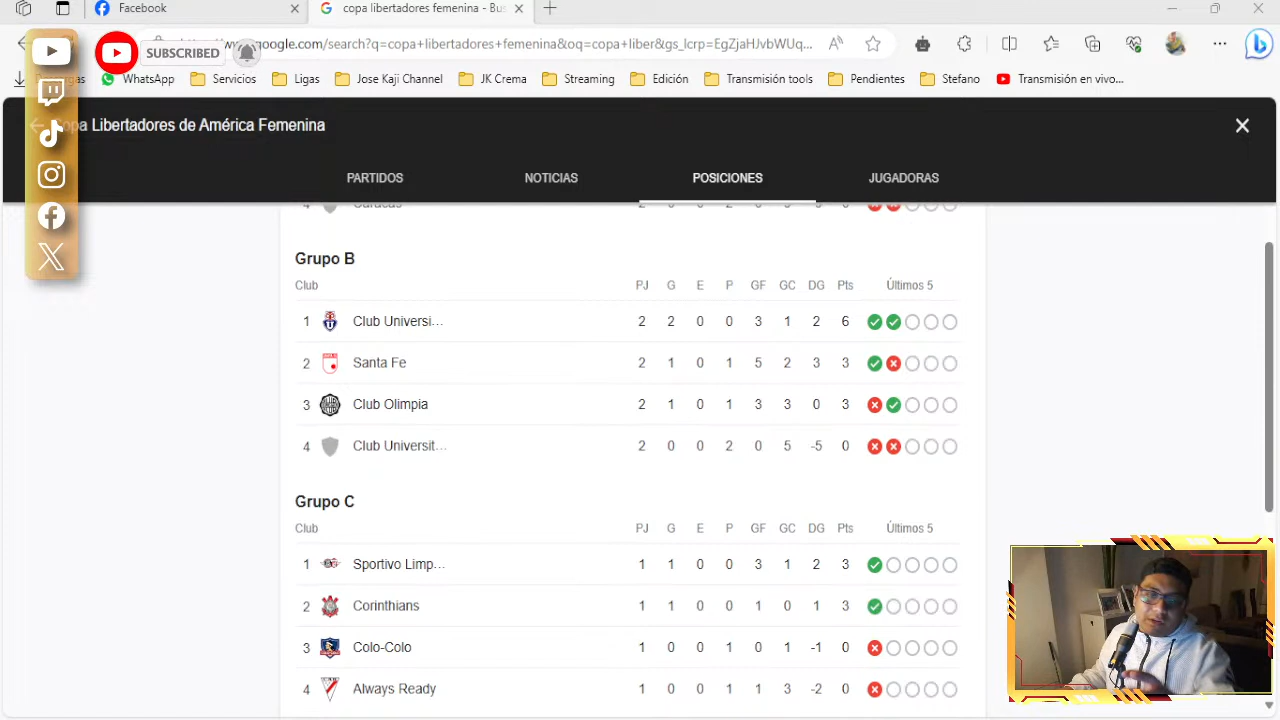 Facebook
copa libertadores femenina - Bus
SUBSCRIBED
google.com/search?q=copa+libertadores+femenina&oq=copa+liber&gs_lcrp=EgZjaHJvbWUq...
WhatsApp Servicios Ligas Jose Kaji Channel JK Crema Streaming Edición Transmisión tools Pendientes Stefano Transmisión en vivo...
Copa Libertadores de América Femenina
PARTIDOS NOTICIAS POSICIONES JUGADORAS
4 Caracas
Grupo B
Club PJ G E P GF GC DG Pts Últimos 5
1 Club Universi... 2 2 0 0 3 1 2 6
2 Santa Fe 2 1 0 1 5 2 3 3
3 Club Olimpia 2 1 0 1 3 3 0 3
4 Club Universit... 2 0 0 2 0 5 -5 0
Grupo C
Club PJ G E P GF GC DG Pts Últimos 5
1 Sportivo Limp... 1 1 0 0 3 1 2 3
2 Corinthians 1 1 0 0 1 0 1 3
3 Colo-Colo 1 0 0 1 0 1 -1 0
4 Always Ready 1 0 0 1 1 3 -2 0